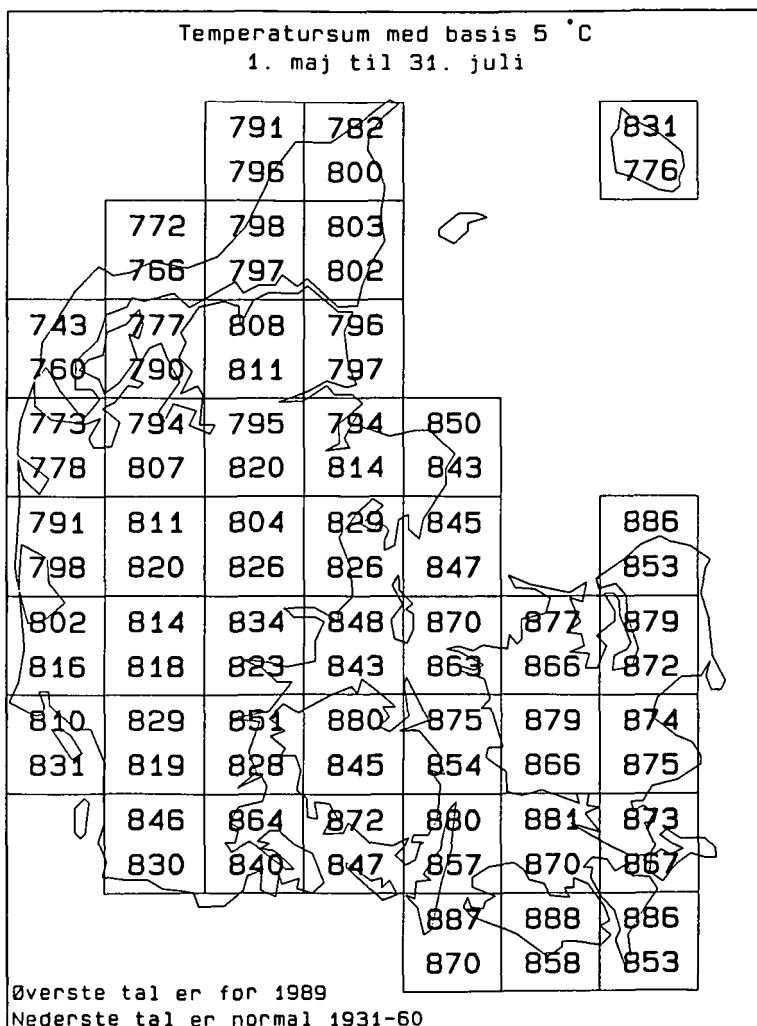 Temperatursum med basis 5 °C
1. maj til 31. juli
791 782 831
796 800 776
772 798 803
766 797 802
743 777 808 796
760 790 811 797
773 794 795 794 850
778 807 820 814 843
791 811 804 829 845 886
798 820 826 826 847 853
802 814 834 848 870 877 879
816 818 823 843 863 866 872
810 829 851 880 875 879 874
831 819 828 845 854 866 875
846 864 872 880 881 873
830 840 847 857 870 867
887 888 886
870 858 853
Øverste tal er for 1989
Nederste tal er normal 1931-60